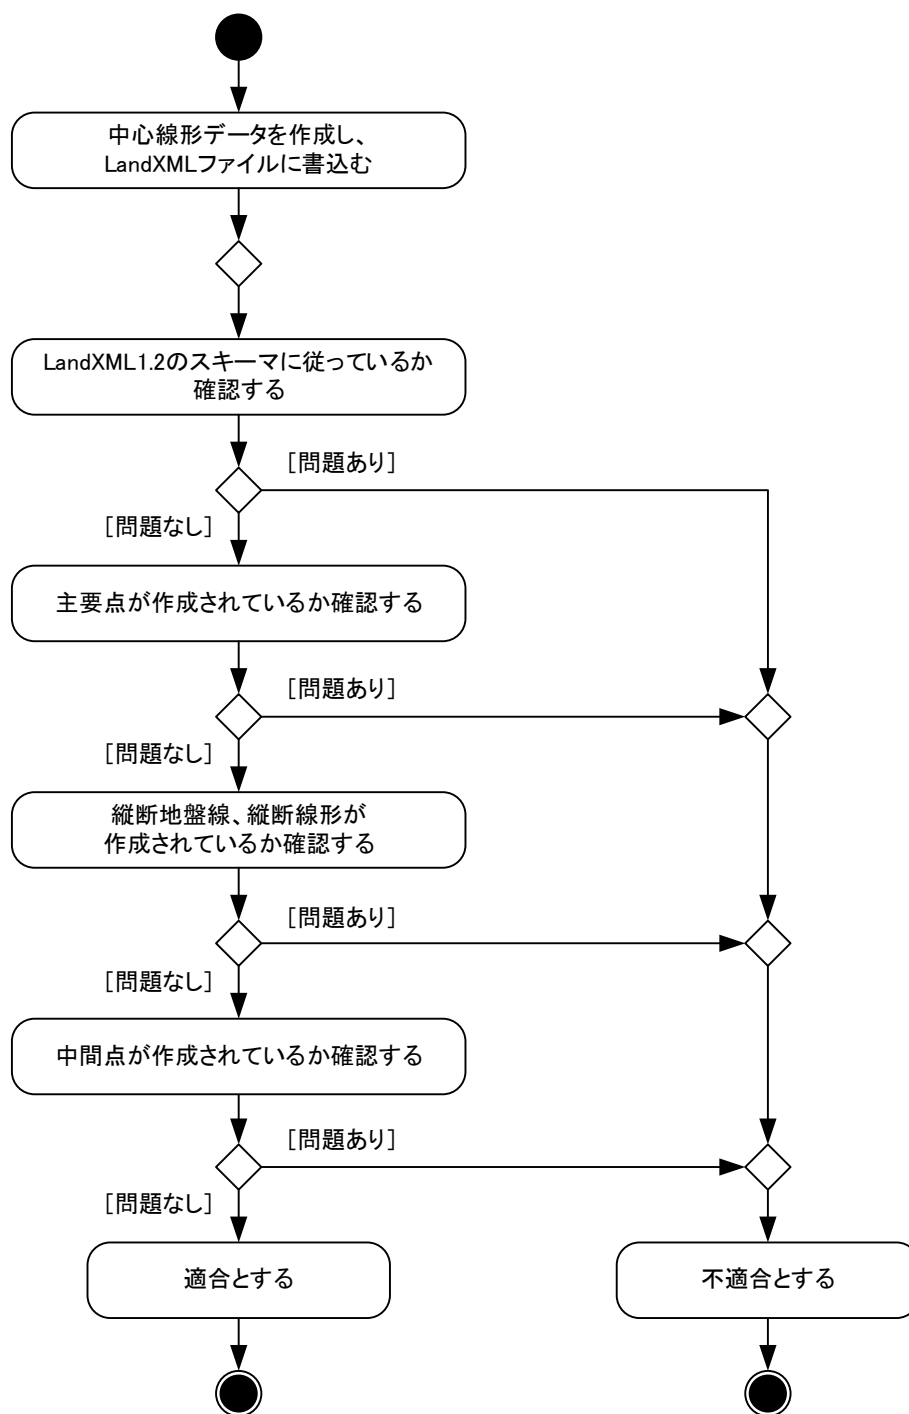 中心線形データを作成し、
LandXMLファイルに書込む
LandXML1.2のスキーマに従っているか
確認する
[問題あり]
[問題なし]
主要点が作成されているか確認する
[問題あり]
[問題なし]
縦断地盤線、縦断線形が
作成されているか確認する
[問題あり]
[問題なし]
中間点が作成されているか確認する
[問題あり]
[問題なし]
適合とする
不適合とする